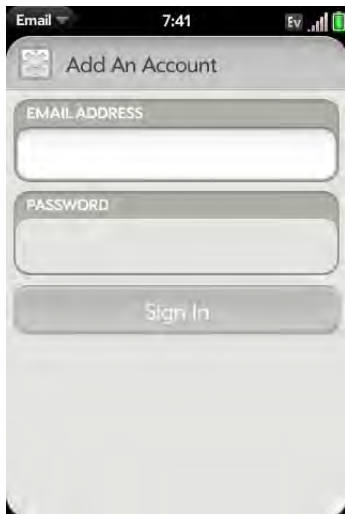 Email 7:41 Ev
Add An Account
EMAIL ADDRESS
PASSWORD
Sign In